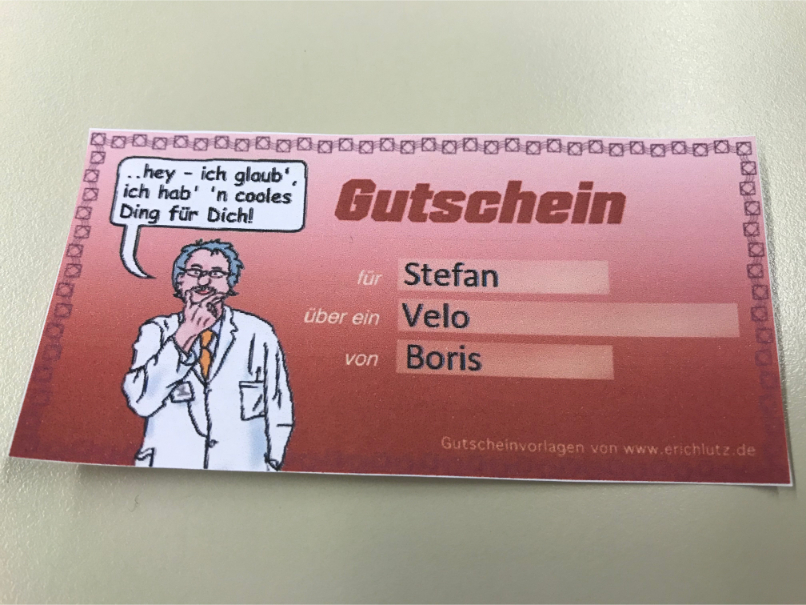 ..hey - ich glaub',
ich hab' 'n cooles
Ding für Dich!
Gutschein
für Stefan
über ein Velo
von Boris
Gutscheinvorlagen von www.erichlutz.de